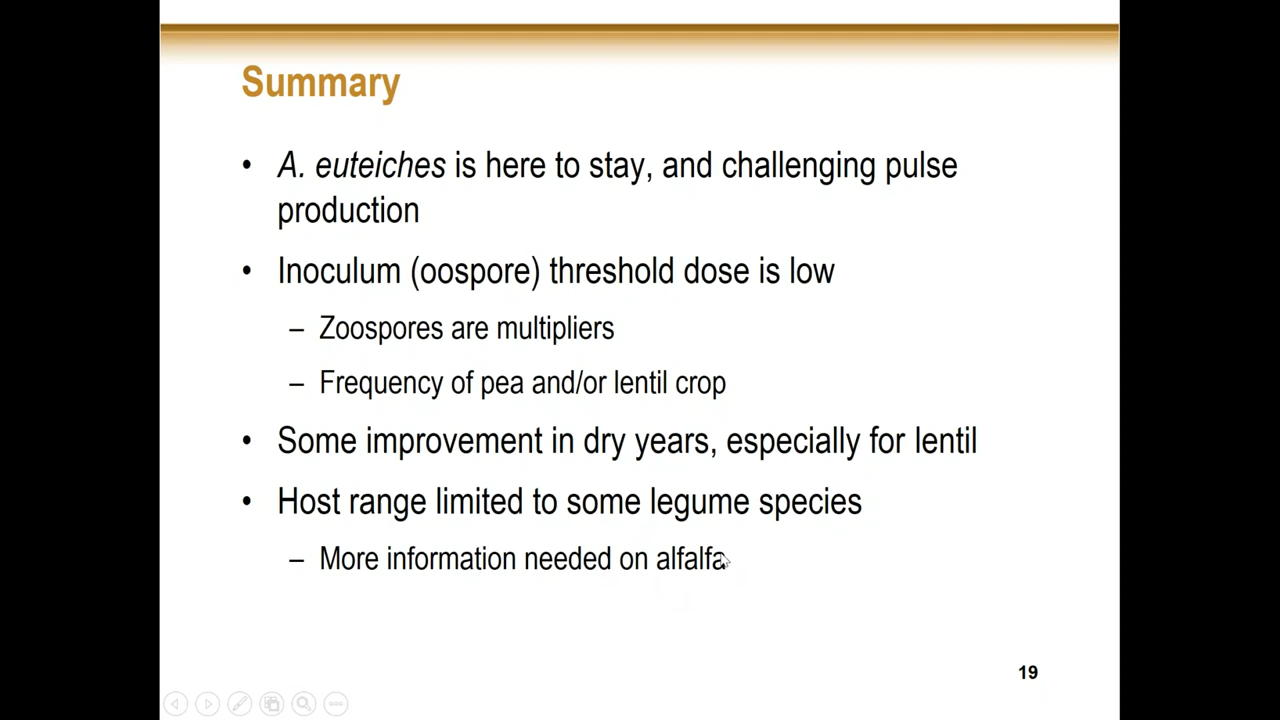 Summary
• A. euteiches is here to stay, and challenging pulse
production
• Inoculum (oospore) threshold dose is low
– Zoospores are multipliers
– Frequency of pea and/or lentil crop
• Some improvement in dry years, especially for lentil
• Host range limited to some legume species
– More information needed on alfalfa
19